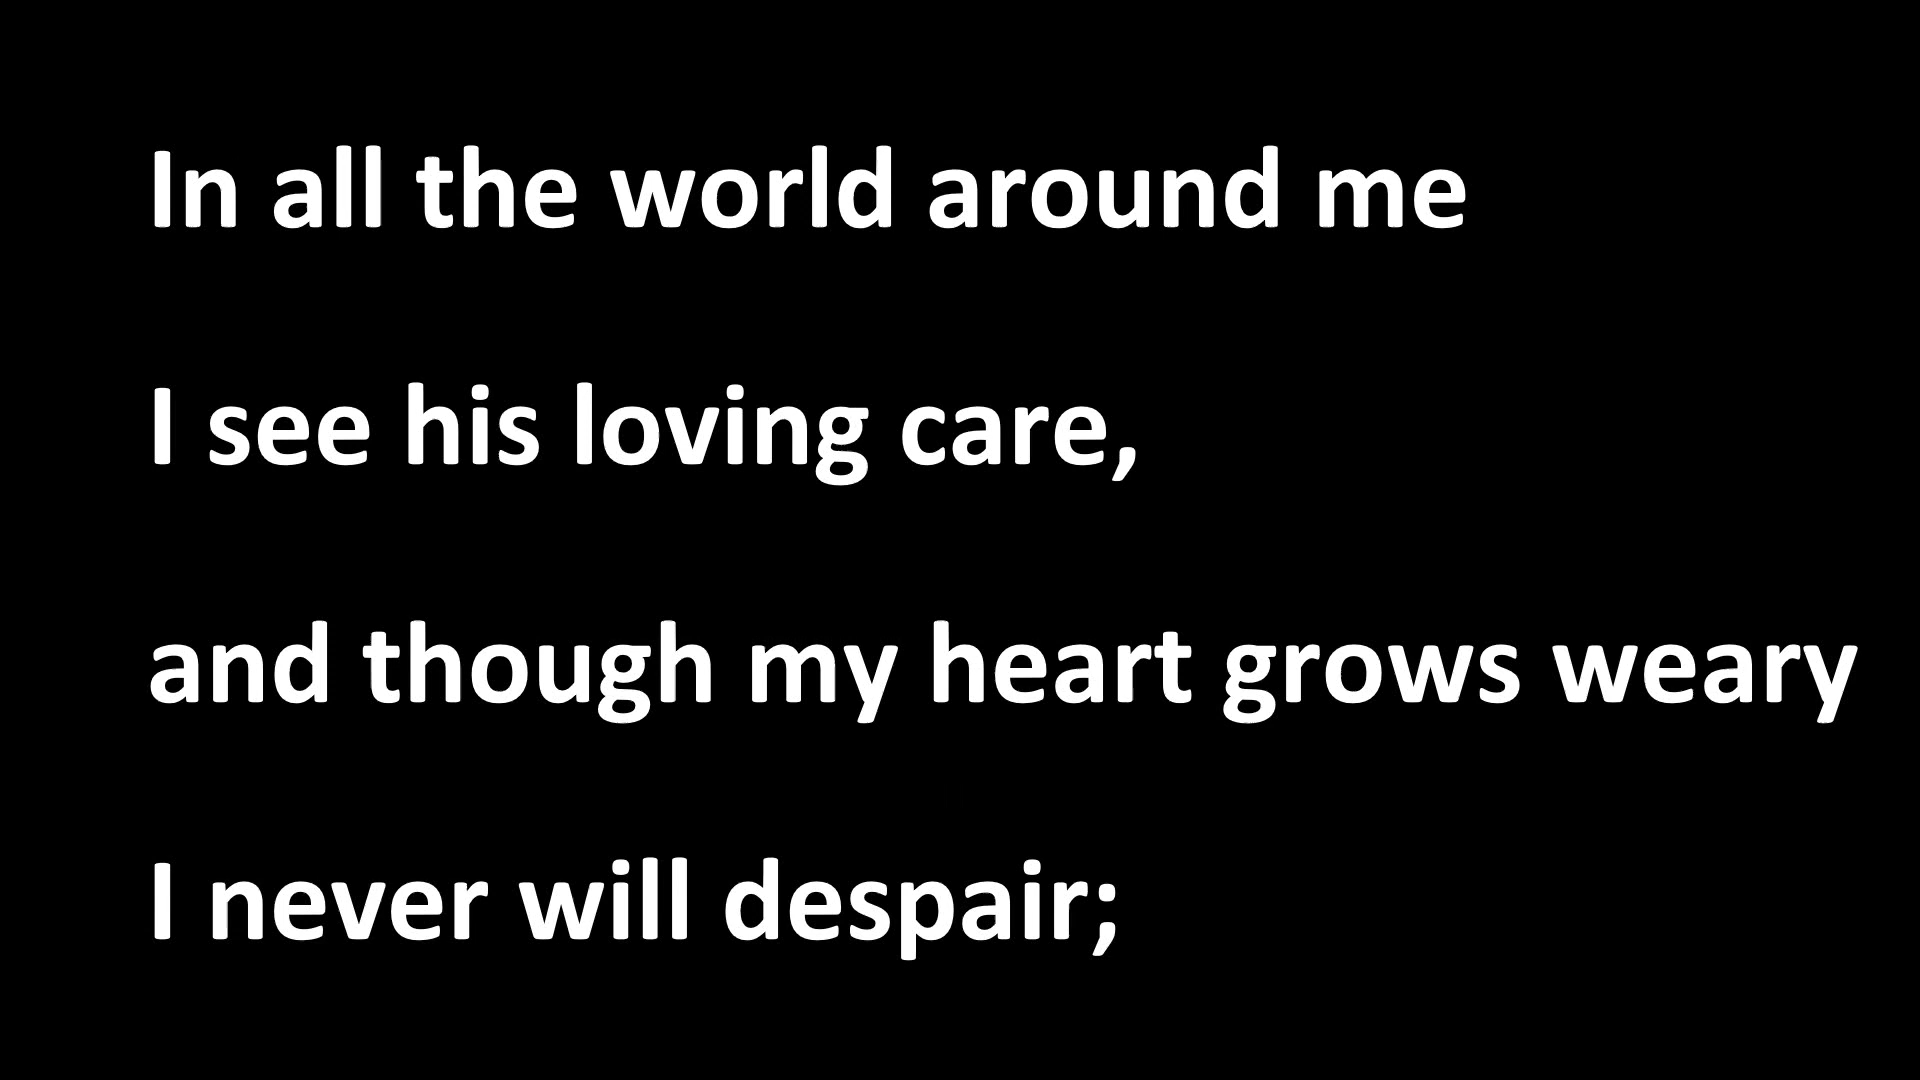 In all the world around me
I see his loving care,
and though my heart grows weary
I never will despair;